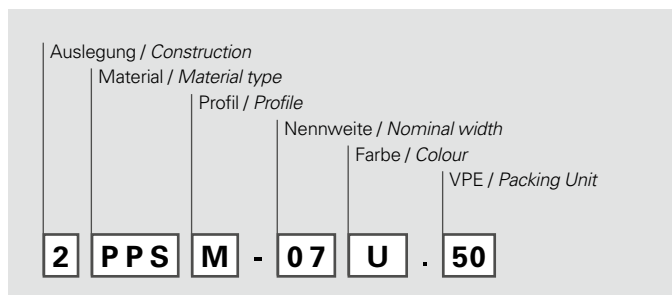 Auslegung / Construction
Material / Material type
Profil / Profile
Nennweite / Nominal width
Farbe / Colour
VPE / Packing Unit
2 PPS M - 07 U . 50